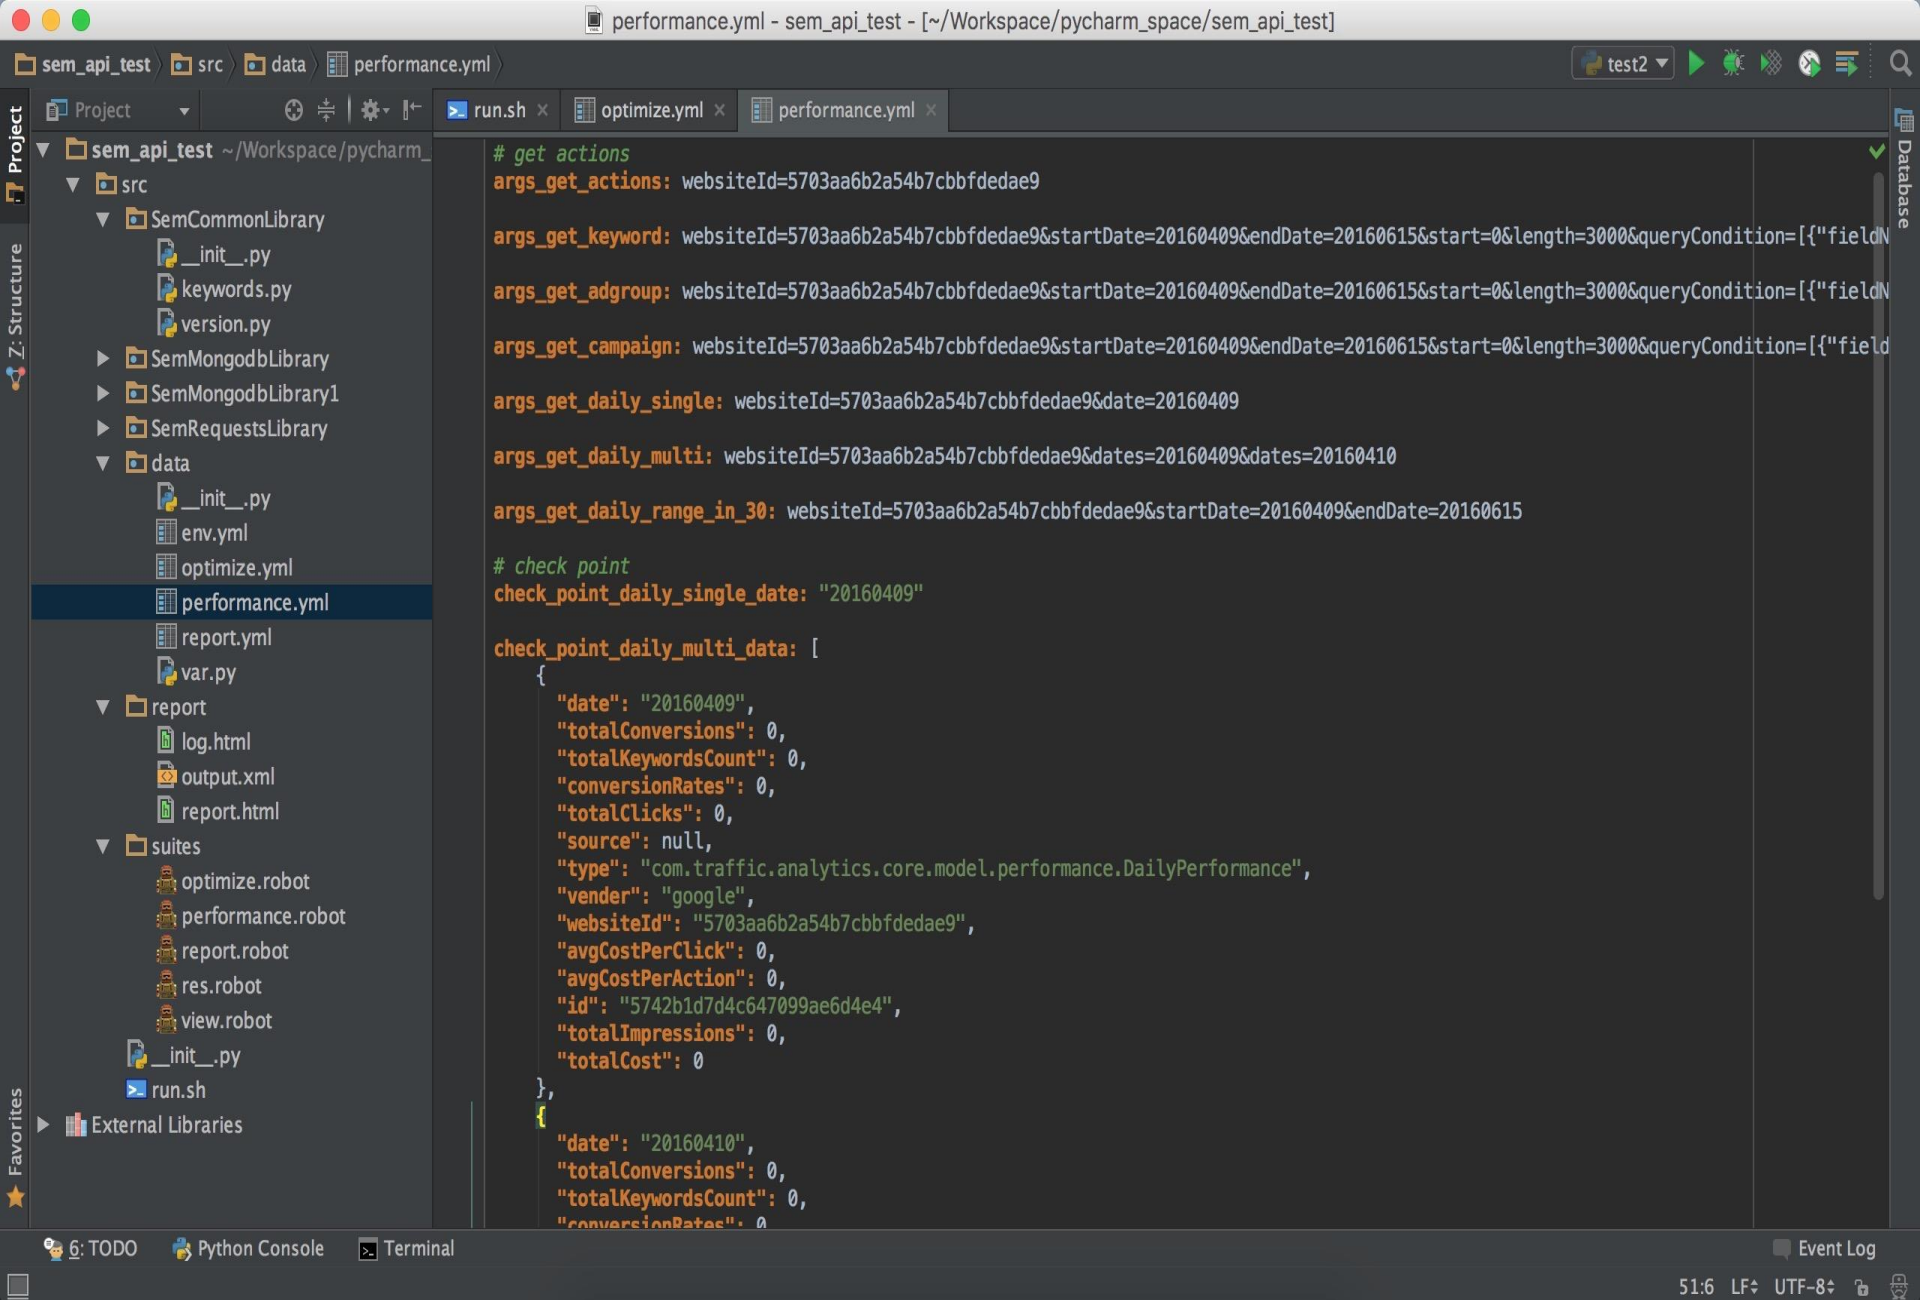 performance.yml - sem_api_test - [~/Workspace/pycharm_space/sem_api_test]
sem_api_test src data performance.yml test2
Project run.sh optimize.yml performance.yml
Project
Z: Structure
Favorites
sem_api_test ~/Workspace/pycharm_
src
SemCommonLibrary
__init__.py
keywords.py
version.py
SemMongodbLibrary
SemMongodbLibrary1
SemRequestsLibrary
data
__init__.py
env.yml
optimize.yml
performance.yml
report.yml
var.py
report
log.html
output.xml
report.html
suites
optimize.robot
performance.robot
report.robot
res.robot
view.robot
__init__.py
run.sh
External Libraries
# get actions
args_get_actions: websiteId=5703aa6b2a54b7cbbfdedae9
args_get_keyword: websiteId=5703aa6b2a54b7cbbfdedae9&startDate=20160409&endDate=20160615&start=0&length=3000&queryCondition=[{"fieldN
args_get_adgroup: websiteId=5703aa6b2a54b7cbbfdedae9&startDate=20160409&endDate=20160615&start=0&length=3000&queryCondition=[{"fieldN
args_get_campaign: websiteId=5703aa6b2a54b7cbbfdedae9&startDate=20160409&endDate=20160615&start=0&length=3000&queryCondition=[{"field
args_get_daily_single: websiteId=5703aa6b2a54b7cbbfdedae9&date=20160409
args_get_daily_multi: websiteId=5703aa6b2a54b7cbbfdedae9&dates=20160409&dates=20160410
args_get_daily_range_in_30: websiteId=5703aa6b2a54b7cbbfdedae9&startDate=20160409&endDate=20160615
# check point
check_point_daily_single_date: "20160409"
check_point_daily_multi_data: [
{
"date": "20160409",
"totalConversions": 0,
"totalKeywordsCount": 0,
"conversionRates": 0,
"totalClicks": 0,
"source": null,
"type": "com.traffic.analytics.core.model.performance.DailyPerformance",
"vender": "google",
"websiteId": "5703aa6b2a54b7cbbfdedae9",
"avgCostPerClick": 0,
"avgCostPerAction": 0,
"id": "5742b1d7d4c647099ae6d4e4",
"totalImpressions": 0,
"totalCost": 0
},
{
"date": "20160410",
"totalConversions": 0,
"totalKeywordsCount": 0,
"conversionRates": 0
Database
6: TODO Python Console Terminal Event Log
51:6 LF UTF-8